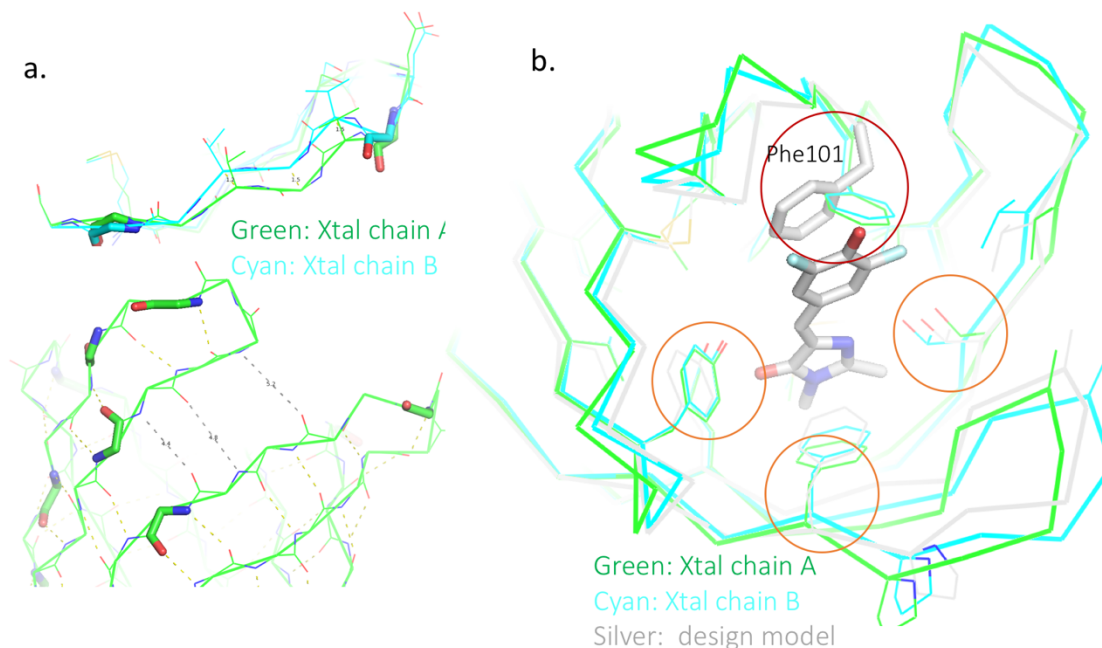 a.
Green: Xtal chain A
Cyan: Xtal chain B
b.
Phe101
Green: Xtal chain A
Cyan: Xtal chain B
Silver: design model